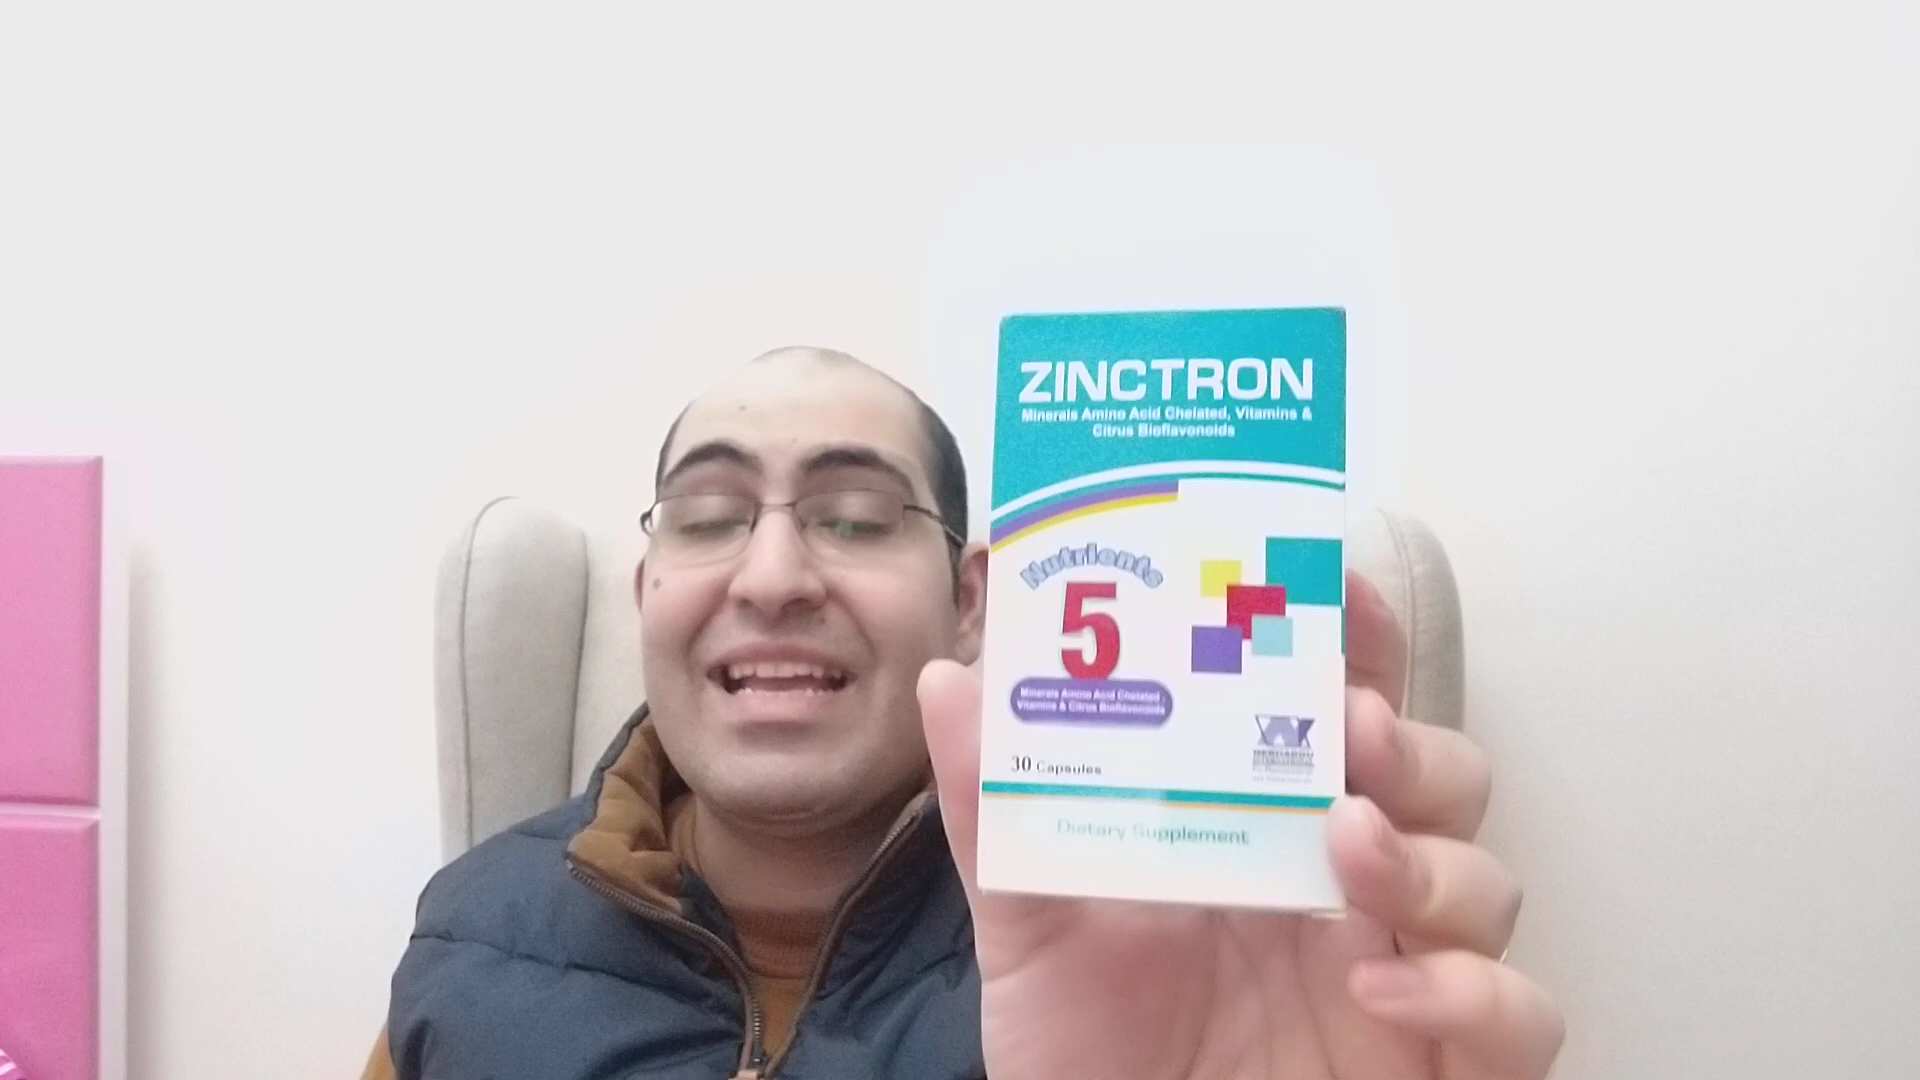 ZINCTRON
Minerals Amino Acid Chelated, Vitamins &
Citrus Bioflavonoids
Nutrients
5
Minerals Amino Acid Chelated,
Vitamins & Citrus Bioflavonoids
30 Capsules
Dietary Supplement